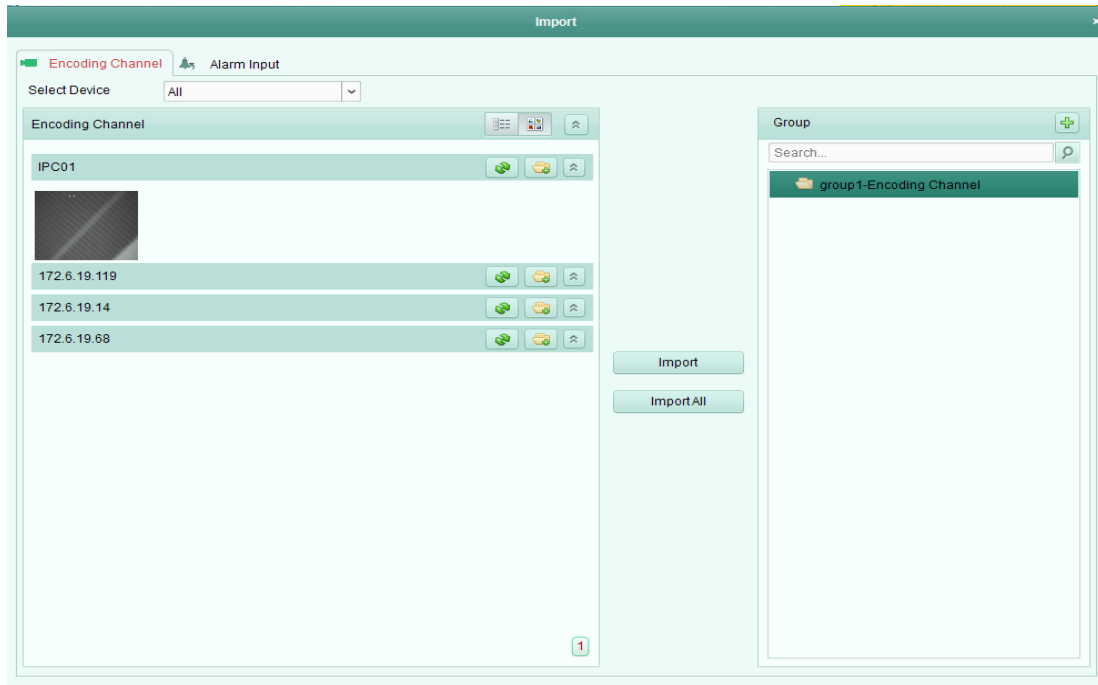 Import
Encoding Channel
Alarm Input
Select Device
All
Encoding Channel
IPC01
172.6.19.119
172.6.19.14
172.6.19.68
1
Import
Import All
Group
Search...
group1-Encoding Channel